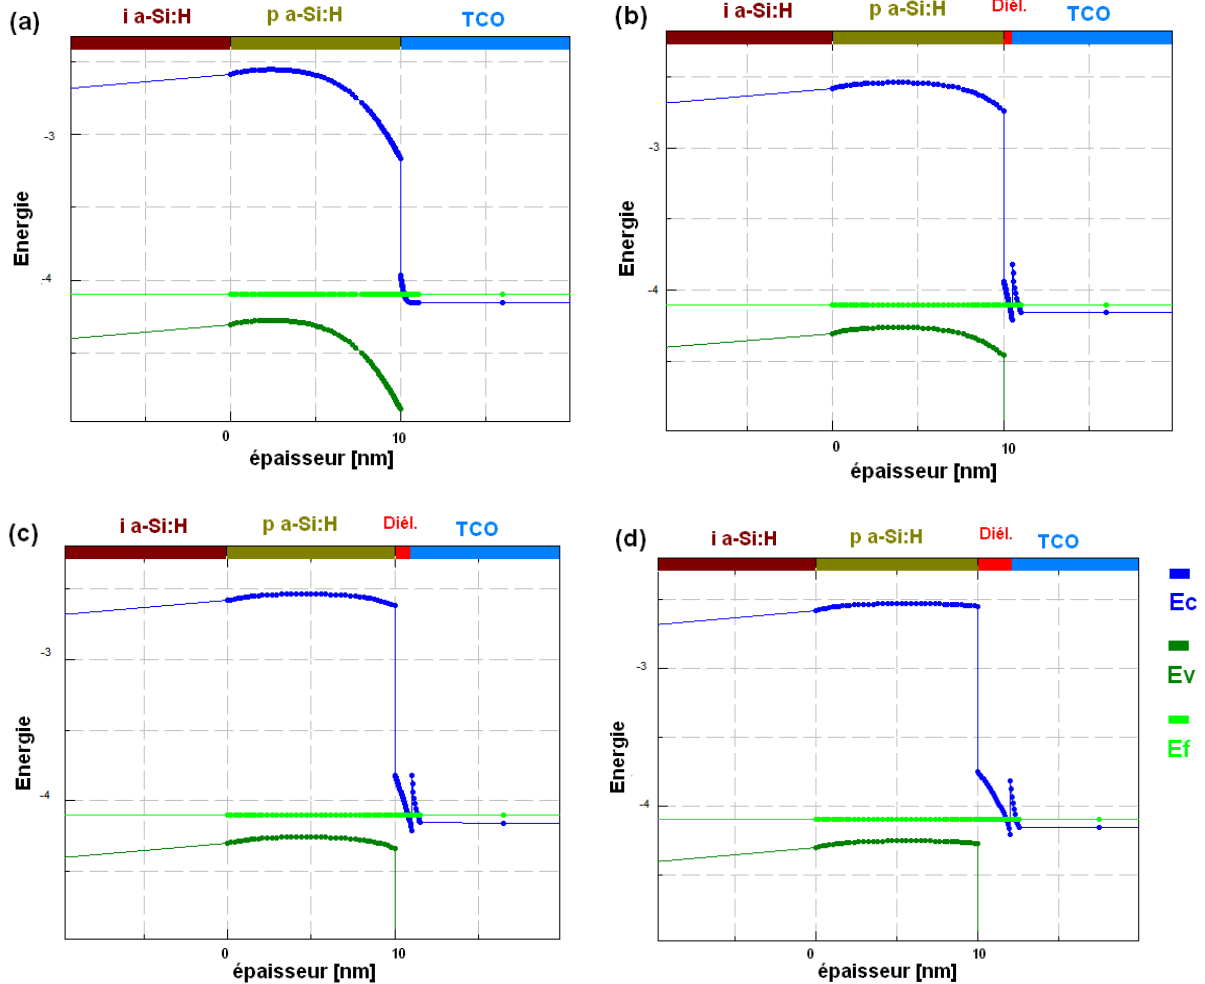 (a)
i a-Si:H p a-Si:H TCO
Energie
-3
-4
0 10
épaisseur [nm]
(b)
i a-Si:H p a-Si:H Diél. TCO
Energie
-3
-4
0 10
épaisseur [nm]
(c)
i a-Si:H p a-Si:H Diél. TCO
Energie
-3
-4
0 10
épaisseur [nm]
(d)
i a-Si:H p a-Si:H Diél. TCO
Energie
-3
-4
0 10
épaisseur [nm]
Ec
Ev
Ef